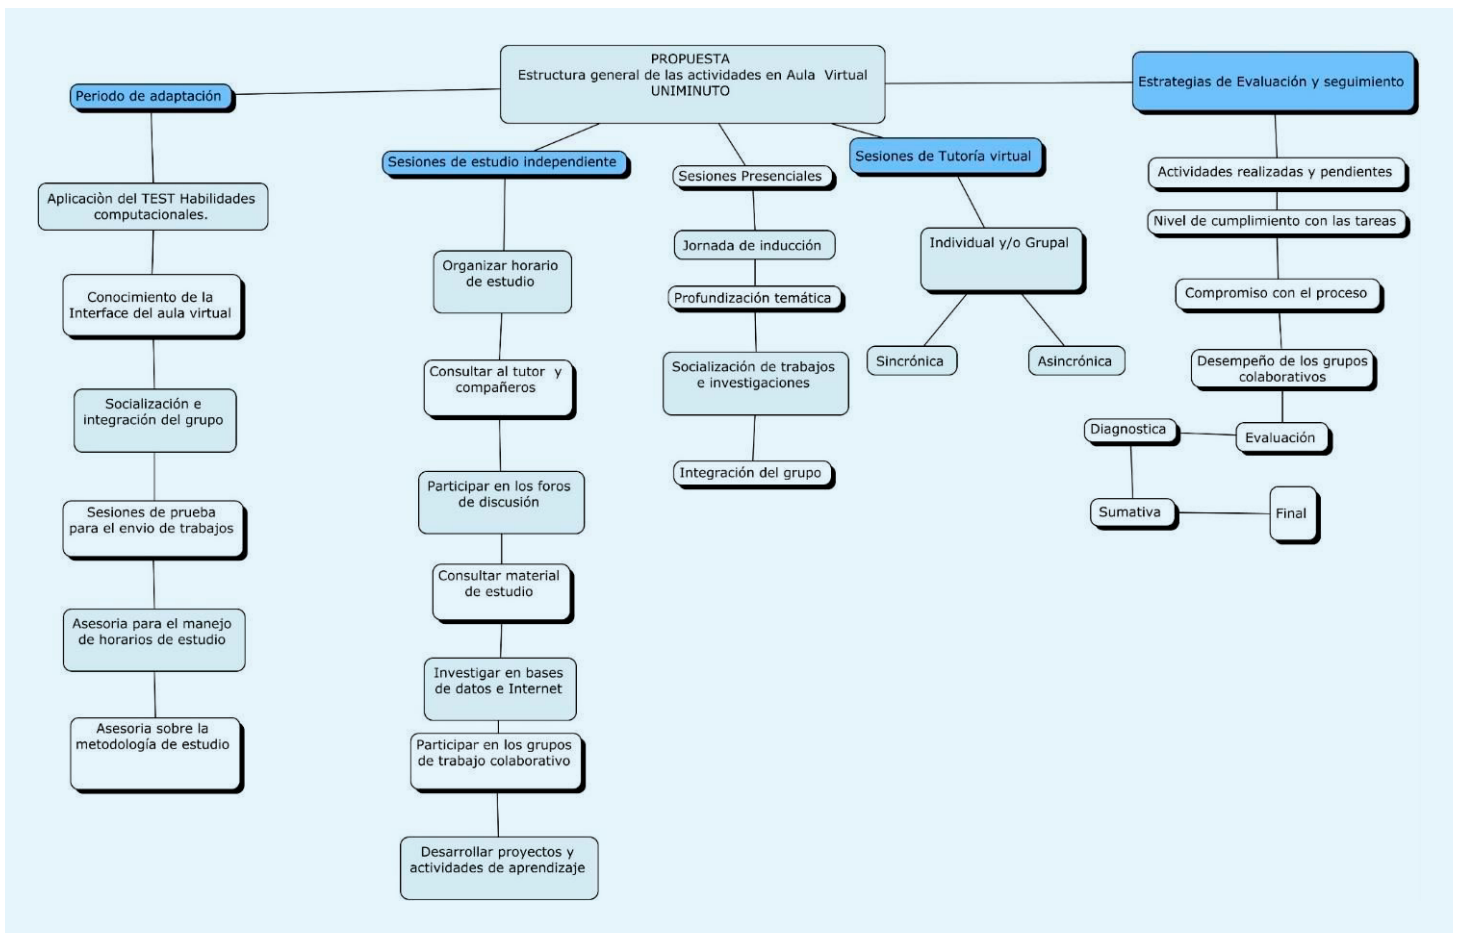 PROPUESTA
Estructura general de las actividades en Aula Virtual
UNIMINUTO
Periodo de adaptación
Aplicaciòn del TEST Habilidades
computacionales.
Conocimiento de la
Interface del aula virtual
Socialización e
integración del grupo
Sesiones de prueba
para el envio de trabajos
Asesoria para el manejo
de horarios de estudio
Asesoria sobre la
metodología de estudio
Sesiones de estudio independiente
Organizar horario
de estudio
Consultar al tutor y
compañeros
Participar en los foros
de discusión
Consultar material
de estudio
Investigar en bases
de datos e Internet
Participar en los grupos
de trabajo colaborativo
Desarrollar proyectos y
actividades de aprendizaje
Sesiones Presenciales
Jornada de inducción
Profundización temática
Socialización de trabajos
e investigaciones
Integración del grupo
Sesiones de Tutoría virtual
Individual y/o Grupal
Sincrónica
Asincrónica
Estrategias de Evaluación y seguimiento
Actividades realizadas y pendientes
Nivel de cumplimiento con las tareas
Compromiso con el proceso
Desempeño de los grupos
colaborativos
Evaluación
Diagnostica
Sumativa
Final